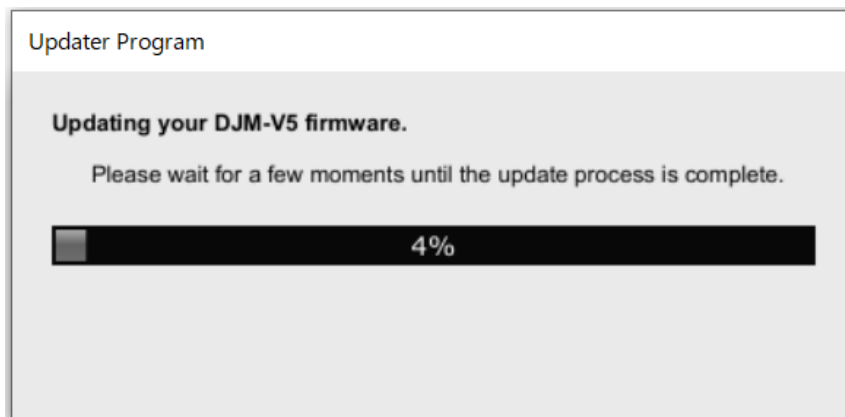 Updater Program
Updating your DJM-V5 firmware.
Please wait for a few moments until the update process is complete.
4%